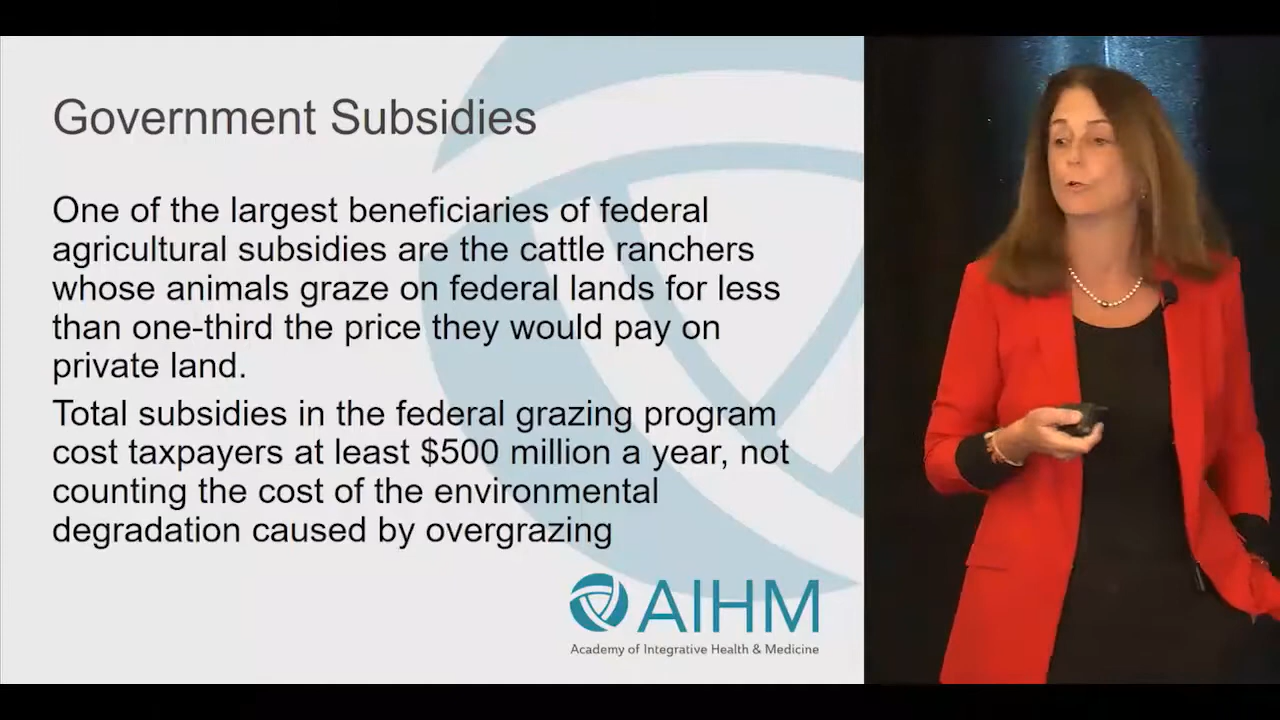 Government Subsidies
One of the largest beneficiaries of federal
agricultural subsidies are the cattle ranchers
whose animals graze on federal lands for less
than one-third the price they would pay on
private land.
Total subsidies in the federal grazing program
cost taxpayers at least $500 million a year, not
counting the cost of the environmental
degradation caused by overgrazing
AIHM
Academy of Integrative Health & Medicine